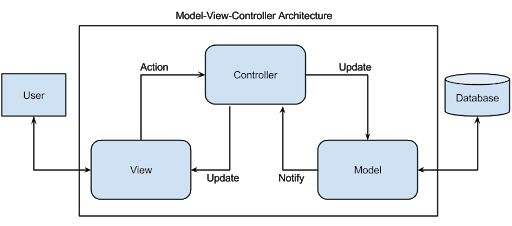 Model-View-Controller Architecture
Action
Controller
Update
User
Database
View
Update
Notify
Model